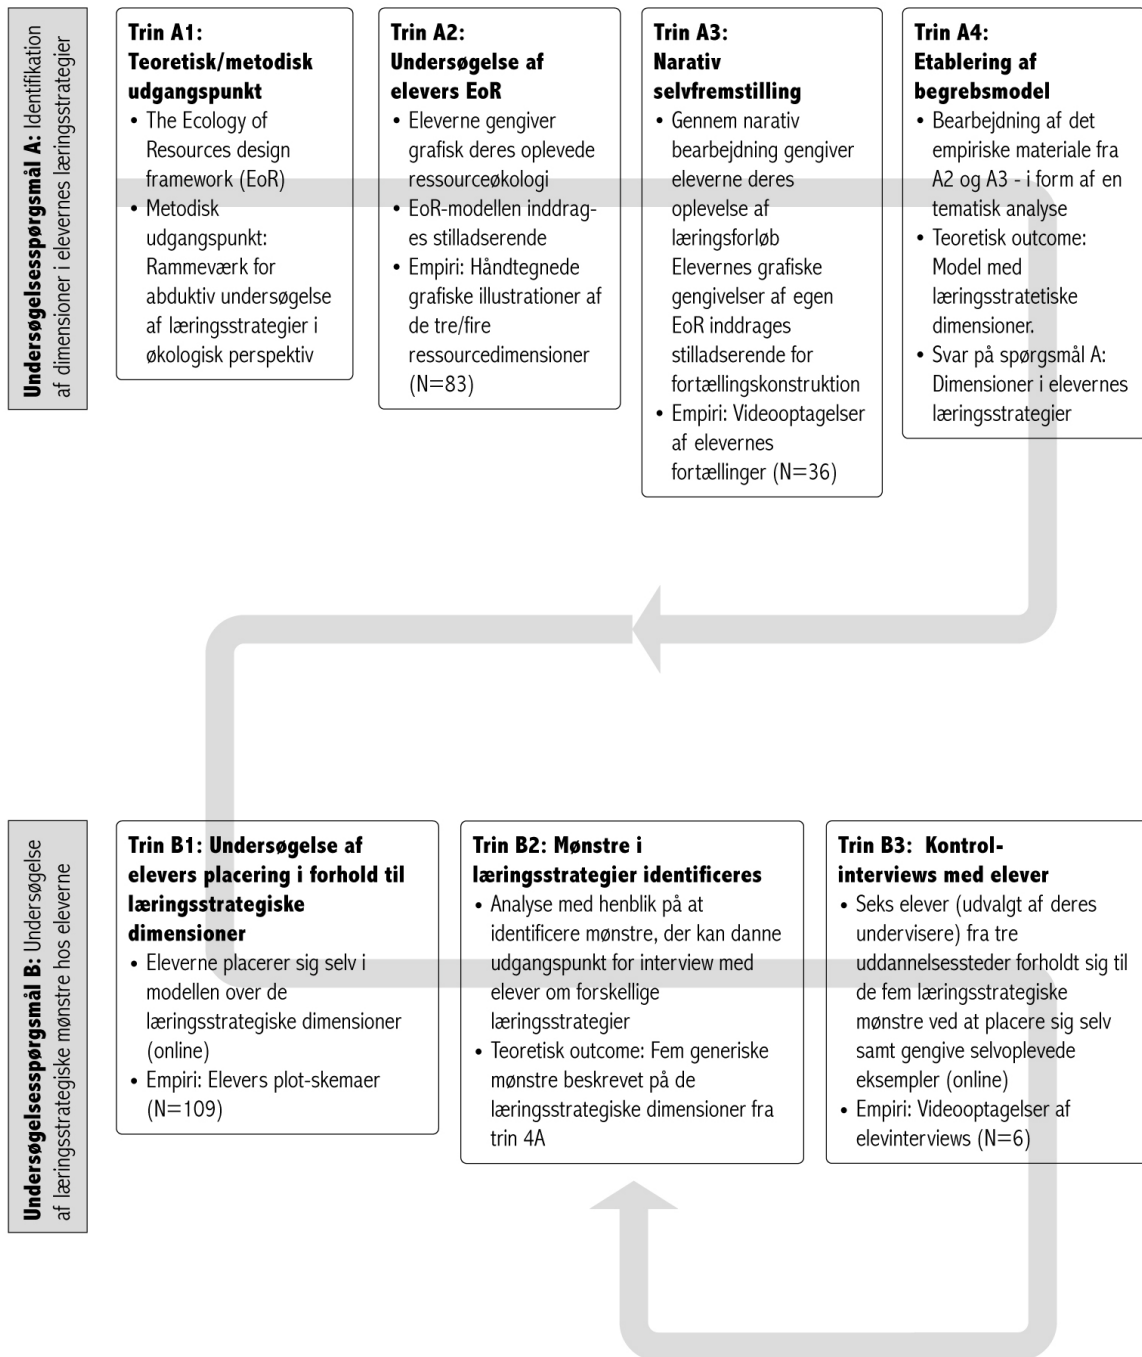 Undersøgelsesspørgsmål A: Identifikation
af dimensioner i elevernes læringsstrategier
Trin A1:
Teoretisk/metodisk
udgangspunkt
• The Ecology of
Resources design
framework (EoR)
• Metodisk
udgangspunkt:
Rammeværk for
abduktiv undersøgelse
af læringsstrategier i
økologisk perspektiv
Trin A2:
Undersøgelse af
elevers EoR
• Eleverne gengiver
grafisk deres oplevede
ressourceøkologi
• EoR-modellen inddrag-
es stilladserende
• Empiri: Håndtegnede
grafiske illustrationer af
de tre/fire
ressourcedimensioner
(N=83)
Trin A3:
Narativ
selvfremstilling
• Gennem narativ
bearbejdning gengiver
eleverne deres
oplevelse af
læringsforløb
Elevernes grafiske
gengivelser af egen
EoR inddrages
stilladserende for
fortællingskonstruktion
• Empiri: Videooptagelser
af elevernes
fortællinger (N=36)
Trin A4:
Etablering af
begrebsmodel
• Bearbejdning af det
empiriske materiale fra
A2 og A3 - i form af en
tematisk analyse
• Teoretisk outcome:
Model med
læringsstratetiske
dimensioner.
• Svar på spørgsmål A:
Dimensioner i elevernes
læringsstrategier
Undersøgelsesspørgsmål B: Undersøgelse
af læringsstrategiske mønstre hos eleverne
Trin B1: Undersøgelse af
elevers placering i forhold til
læringsstrategiske
dimensioner
• Eleverne placerer sig selv i
modellen over de
læringsstrategiske dimensioner
(online)
• Empiri: Elevers plot-skemaer
(N=109)
Trin B2: Mønstre i
læringsstrategier identificeres
• Analyse med henblik på at
identificere mønstre, der kan danne
udgangspunkt for interview med
elever om forskellige
læringsstrategier
• Teoretisk outcome: Fem generiske
mønstre beskrevet på de
læringsstrategiske dimensioner fra
trin 4A
Trin B3: Kontrol-
interviews med elever
• Seks elever (udvalgt af deres
undervisere) fra tre
uddannelsessteder forholdt sig til
de fem læringsstrategiske
mønstre ved at placere sig selv
samt gengive selvoplevede
eksempler (online)
• Empiri: Videooptagelser af
elevinterviews (N=6)